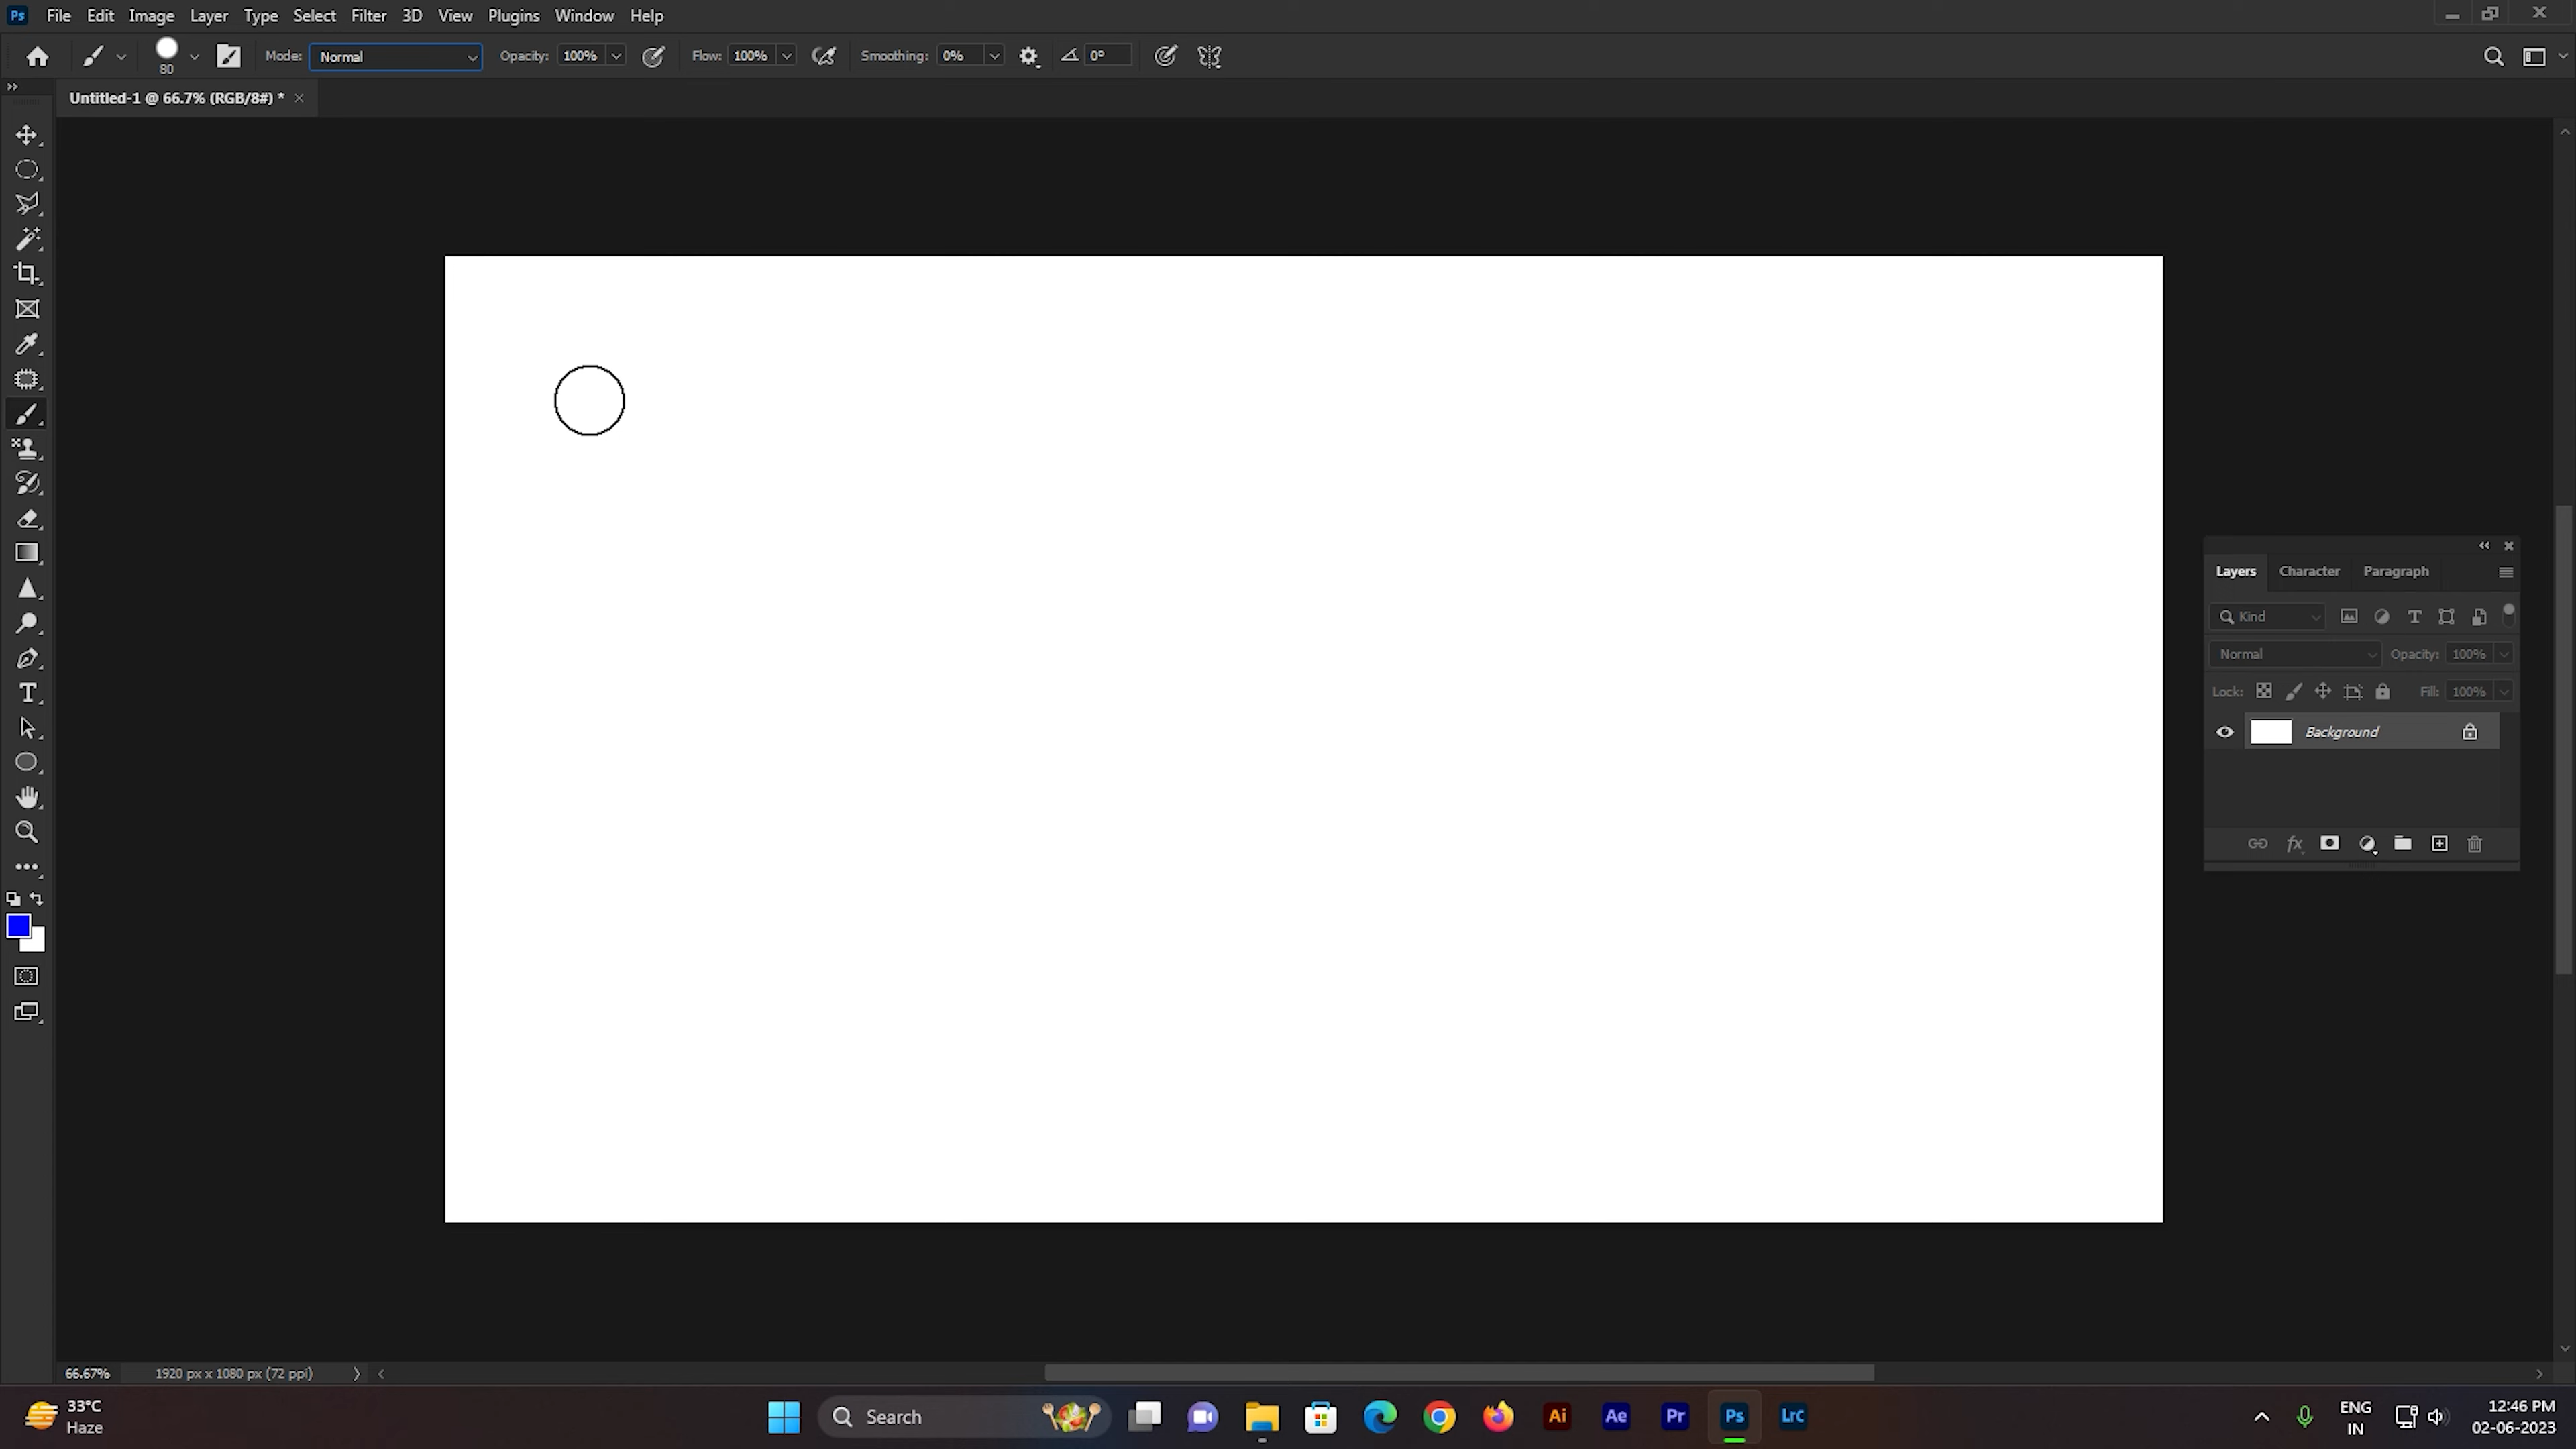 Ps File Edit Image Layer Type Select Filter 3D View Plugins Window Help
80 Mode: Normal Opacity: 100% Flow: 100% Smoothing: 0% 0°
Untitled-1 @ 66.7% (RGB/8#) *
Layers Character Paragraph
Kind
Normal Opacity: 100%
Lock: Fill: 100%
Background
fx
66.67% 1920 px x 1080 px (72 ppi)
33°C
Haze
Search
Ai Ae Pr Ps LrC
ENG
IN
12:46 PM
02-06-2023